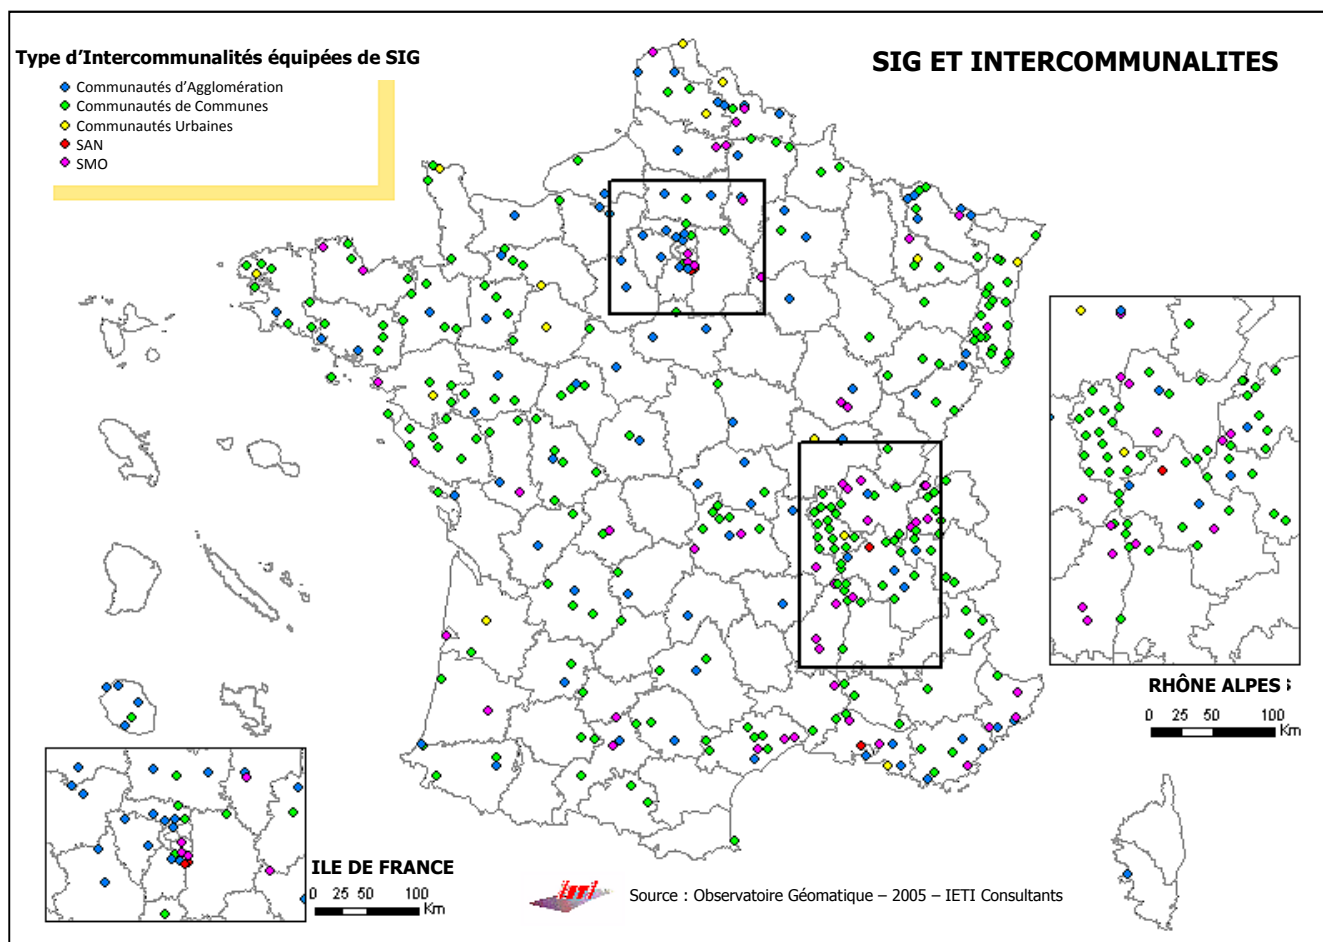 Type d’Intercommunalités équipées de SIG
SIG ET INTERCOMMUNALITES
Communautés d’Agglomération
Communautés de Communes
Communautés Urbaines
SAN
SMO
RHÔNE ALPES
0 25 50 100
Km
ILE DE FRANCE
0 25 50 100
Km
Source : Observatoire Géomatique – 2005 – IETI Consultants